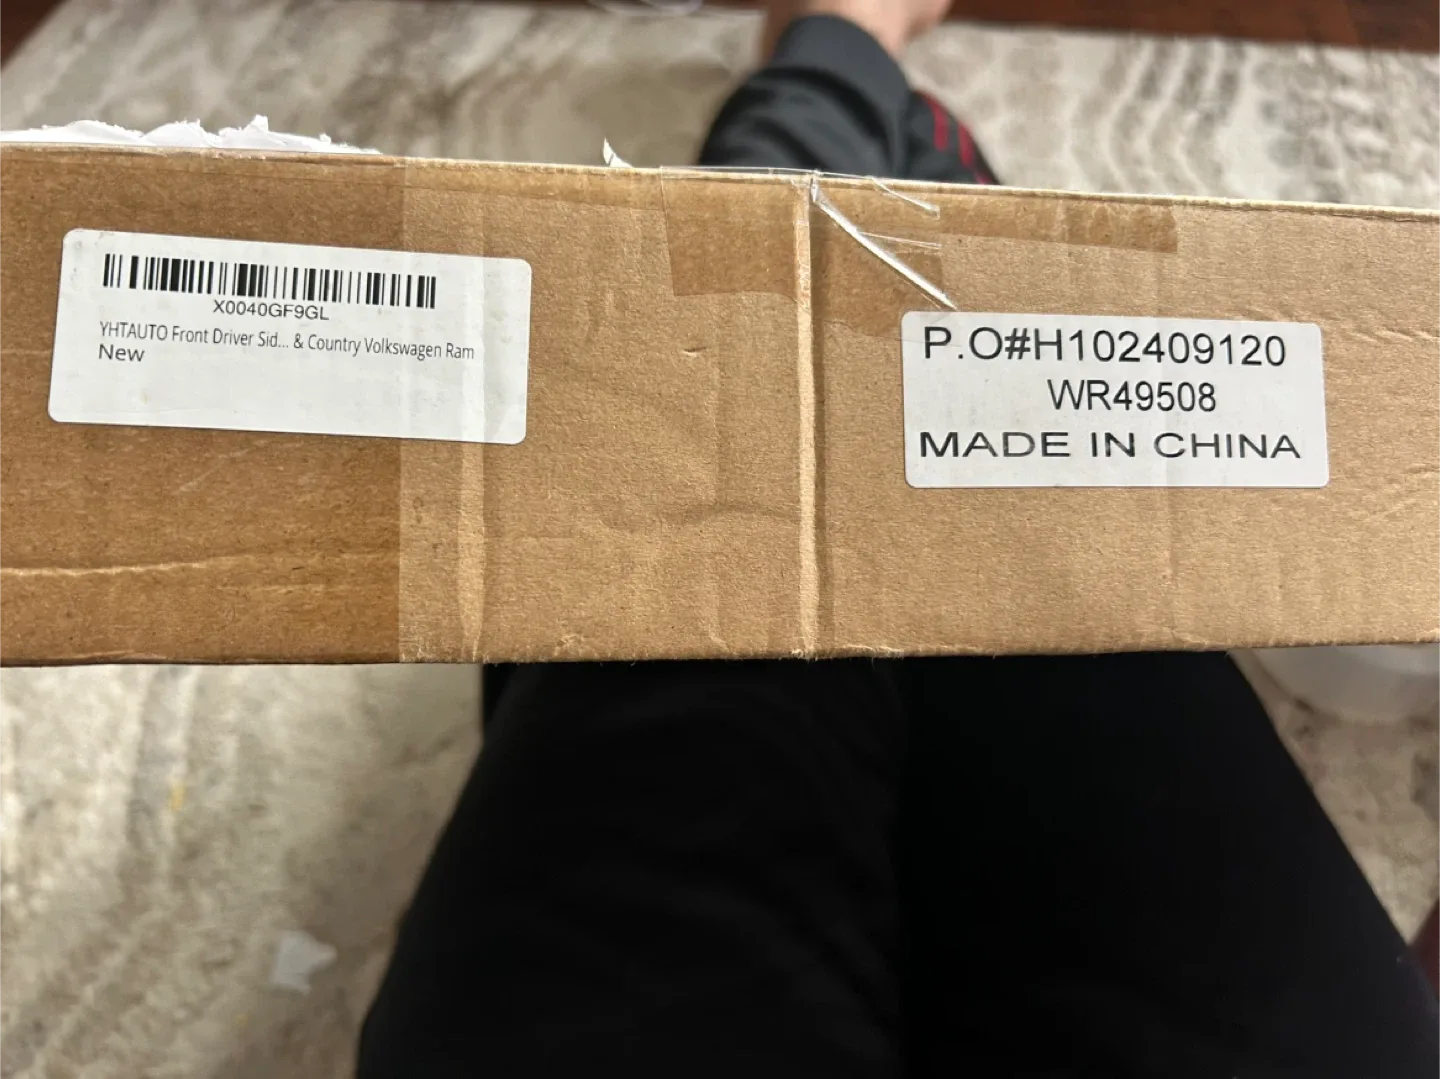 X0040GF9GL
YHTAUTO Front Driver Sid... & Country Volkswagen Ram
New
P.O#H102409120
WR49508
MADE IN CHINA